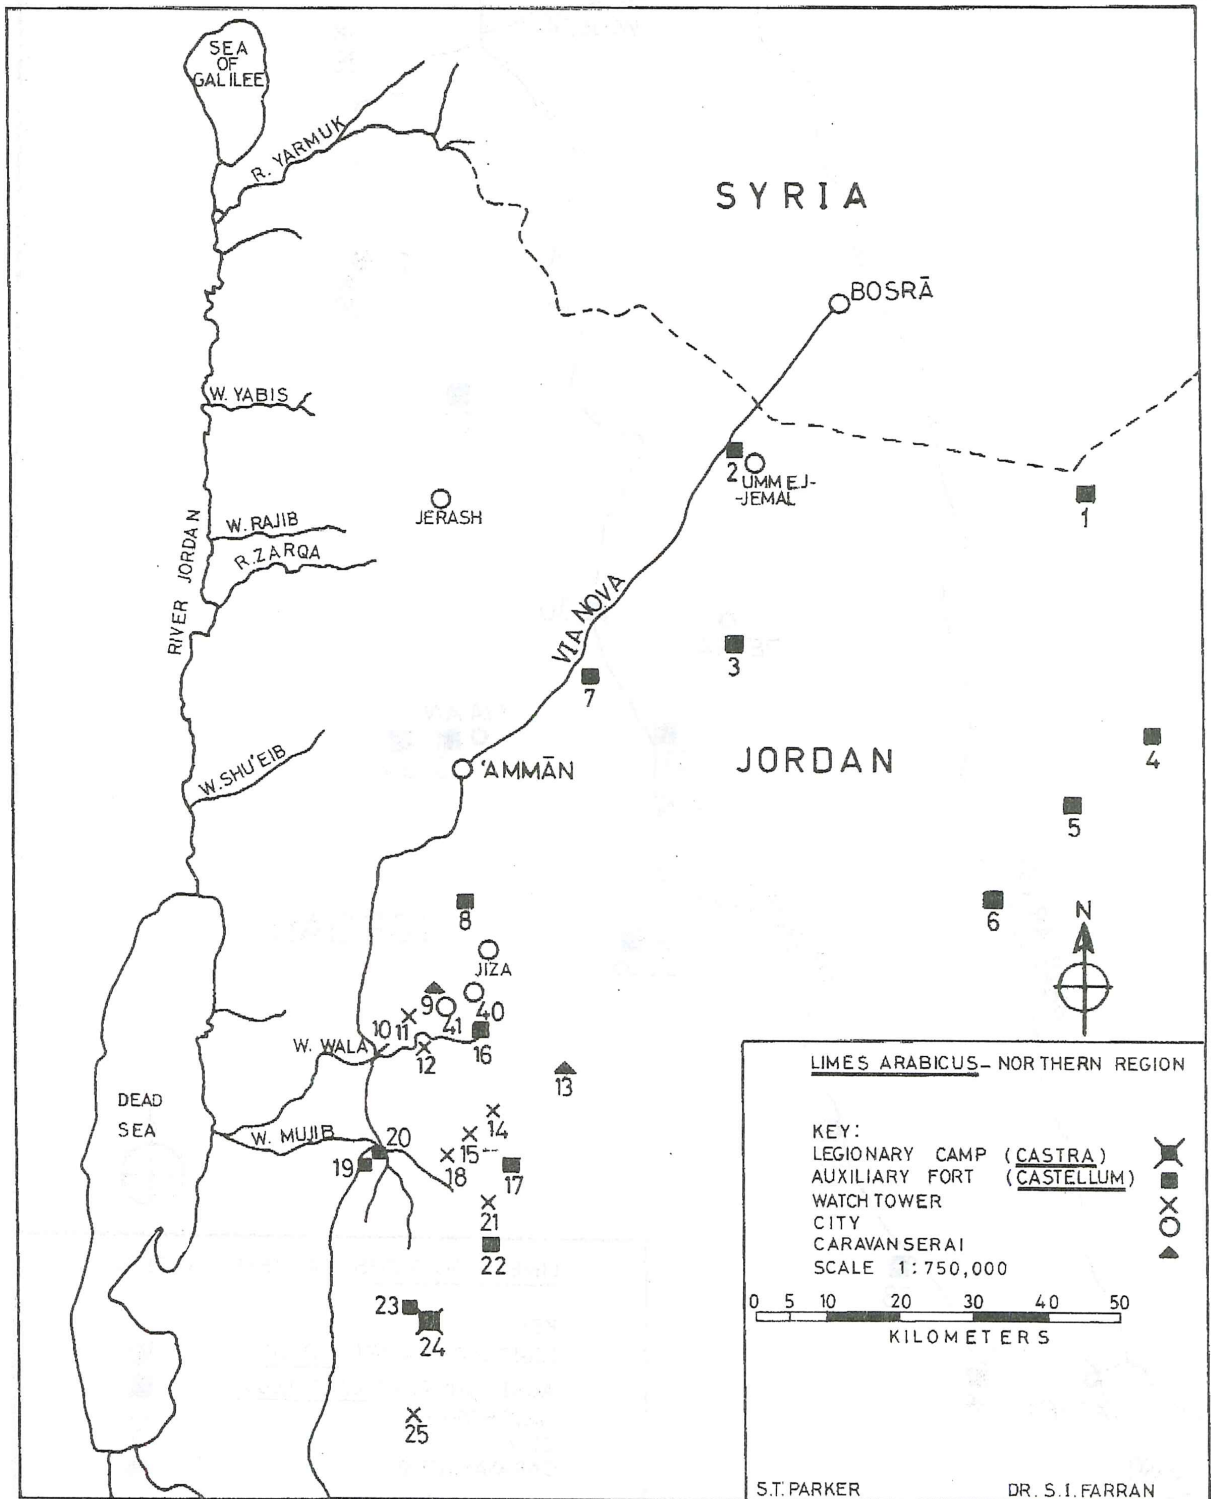 SEA
OF
GALILEE
R. YARMUK
SYRIA
BOSRĀ
W. YABIS
2
UMM EJ-
-JEMAL
1
JERASH
W. RAJIB
R. ZARQA
RIVER JORDAN
VIA NOVA
3
7
W. SHU'EIB
'AMMĀN
JORDAN
4
5
8
6
N
JIZA
9
40
41
10
11
16
W. WALA
12
13
DEAD
SEA
14
W. MUJIB
20
15
19
18
17
21
22
23
24
25
LIMES ARABICUS – NORTHERN REGION
KEY:
LEGIONARY CAMP (CASTRA)
AUXILIARY FORT (CASTELLUM)
WATCH TOWER
CITY
CARAVANSERAI
SCALE 1:750,000
0 5 10 20 30 40 50
KILOMETERS
S.T. PARKER DR. S.I. FARRAN